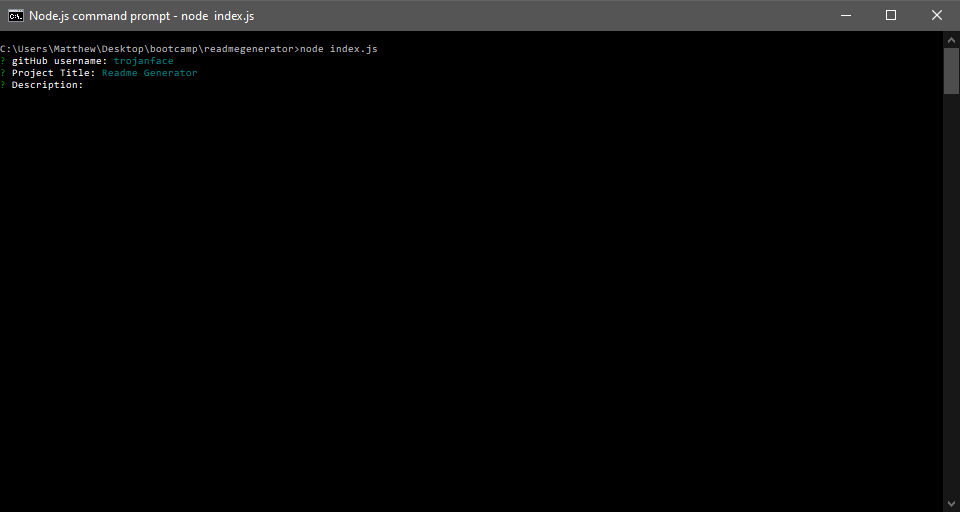 Node.js command prompt - node  index.js
C:\Users\Matthew\Desktop\bootcamp\readmegenerator>node index.js
? gitHub username: trojanface
? Project Title: Readme Generator
? Description: